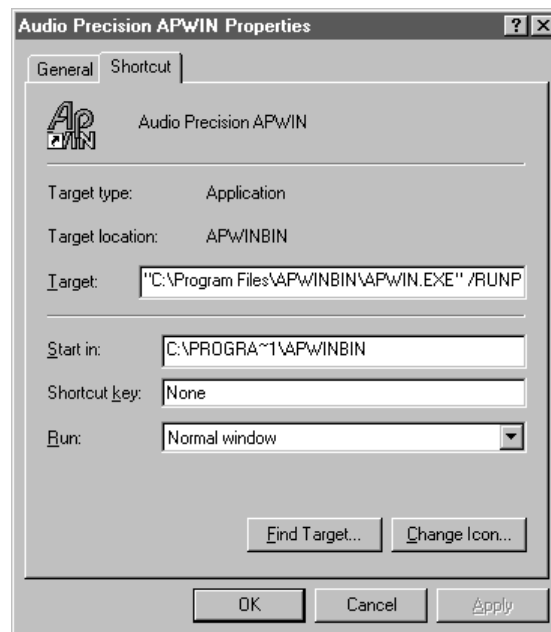 Audio Precision APWIN Properties
General Shortcut
Ap
WIN
Audio Precision APWIN
Target type: Application
Target location: APWINBIN
Target: "C:\Program Files\APWINBIN\APWIN.EXE" /RUNP
Start in: C:\PROGRA~1\APWINBIN
Shortcut key: None
Run: Normal window
Find Target... Change Icon...
OK Cancel Apply